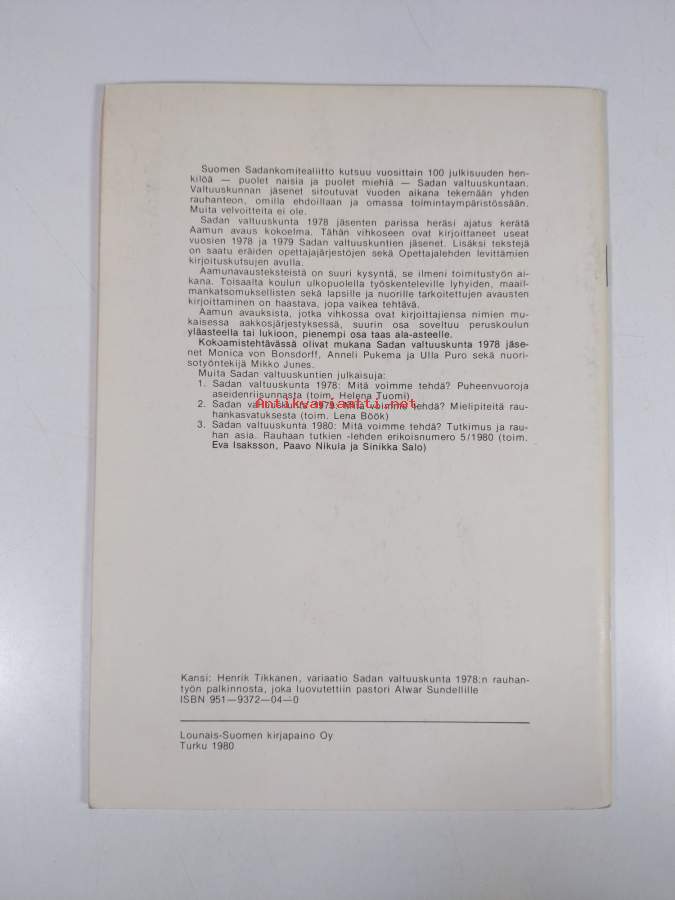 Suomen Sadankomitealiitto kutsuu vuosittain 100 julkisuuden hen-
kilöä — puolet naisia ja puolet miehiä — Sadan valtuuskuntaan.
Valtuuskunnan jäsenet sitoutuvat vuoden aikana tekemään yhden
rauhanteon, omilla ehdoillaan ja omassa toimintaympäristössään.
Muita velvoitteita ei ole.
Sadan valtuuskunta 1978 jäsenten parissa heräsi ajatus kerätä
Aamun avaus kokoelma. Tähän vihkoseen ovat kirjoittaneet useat
vuosien 1978 ja 1979 Sadan valtuuskuntien jäsenet. Lisäksi tekstejä
on saatu eräiden opettajajärjestöjen sekä Opettajalehden levittämien
kirjoituskutsujen avulla.
Aamunavausteksteistä on suuri kysyntä, se ilmeni toimitustyön ai-
kana. Toisaalta koulun ulkopuolella työskenteleville lyhyiden, maail-
mankatsomuksellisten sekä lapsille ja nuorille tarkoitettujen avausten
kirjoittaminen on haastava, jopa vaikea tehtävä.
Aamun avauksista, jotka vihkossa ovat kirjoittajiensa nimien mu-
kaisessa aakkosjärjestyksessä, suurin osa soveltuu peruskoulun
yläasteella tai lukioon, pienempi osa taas ala-asteelle.
Kokoamistehtävässä olivat mukana Sadan valtuuskunta 1978 jäse-
net Monica von Bonsdorff, Anneli Pukema ja Ulla Puro sekä nuori-
sotyöntekijä Mikko Junes.
Muita Sadan valtuuskuntien julkaisuja:
1. Sadan valtuuskunta 1978: Mitä voimme tehdä? Puheenvuoroja
aseidenriisunnasta (toim. Helena Tuomi)
Antikvariaatti.net
2. Sadan valtuuskunta 1979: Mitä voimme tehdä? Mielipiteitä rau-
hankasvatuksesta (toim. Lena Böök)
3. Sadan valtuuskunta 1980: Mitä voimme tehdä? Tutkimus ja rau-
han asia. Rauhaan tutkien -lehden erikoisnumero 5/1980 (toim.
Eva Isaksson, Paavo Nikula ja Sinikka Salo)
Kansi: Henrik Tikkanen, variaatio Sadan valtuuskunta 1978:n rauhan-
työn palkinnosta, joka luovutettiin pastori Alwar Sundellille
ISBN 951—9372—04—0
Lounais-Suomen kirjapaino Oy
Turku 1980